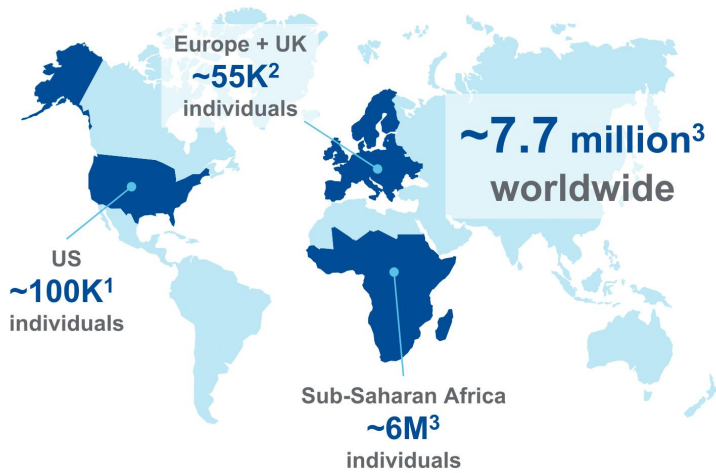 Europe + UK
~55K²
individuals
~7.7 million³
worldwide
US
~100K¹
individuals
Sub-Saharan Africa
~6M³
individuals